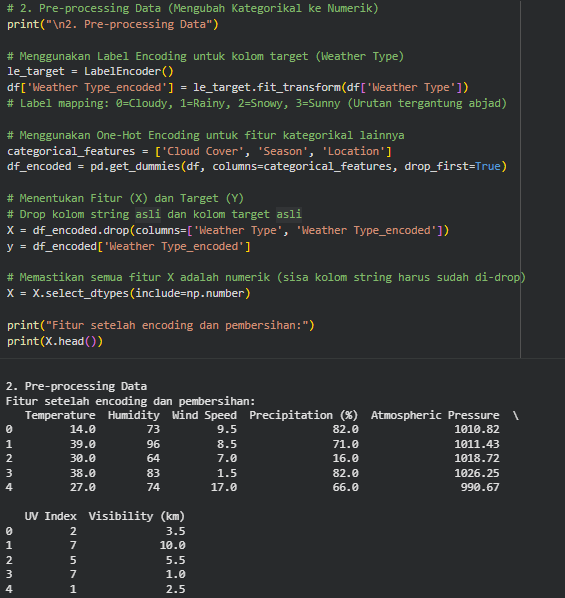 # 2. Pre-processing Data (Mengubah Kategorikal ke Numerik)
print("\n2. Pre-processing Data")
# Menggunakan Label Encoding untuk kolom target (Weather Type)
le_target = LabelEncoder()
df['Weather Type_encoded'] = le_target.fit_transform(df['Weather Type'])
# Label mapping: 0=Cloudy, 1=Rainy, 2=Snowy, 3=Sunny (Urutan tergantung abjad)
# Menggunakan One-Hot Encoding untuk fitur kategorikal lainnya
categorical_features = ['Cloud Cover', 'Season', 'Location']
df_encoded = pd.get_dummies(df, columns=categorical_features, drop_first=True)
# Menentukan Fitur (X) dan Target (Y)
# Drop kolom string asli dan kolom target asli
X = df_encoded.drop(columns=['Weather Type', 'Weather Type_encoded'])
y = df_encoded['Weather Type_encoded']
# Memastikan semua fitur X adalah numerik (sisa kolom string harus sudah di-drop)
X = X.select_dtypes(include=np.number)
print("Fitur setelah encoding dan pembersihan:")
print(X.head())
2. Pre-processing Data
Fitur setelah encoding dan pembersihan:
Temperature Humidity Wind Speed Precipitation (%) Atmospheric Pressure \
0 14.0 73 9.5 82.0 1010.82
1 39.0 96 8.5 71.0 1011.43
2 30.0 64 7.0 16.0 1018.72
3 38.0 83 1.5 82.0 1026.25
4 27.0 74 17.0 66.0 990.67
UV Index Visibility (km)
0 2 3.5
1 7 10.0
2 5 5.5
3 7 1.0
4 1 2.5